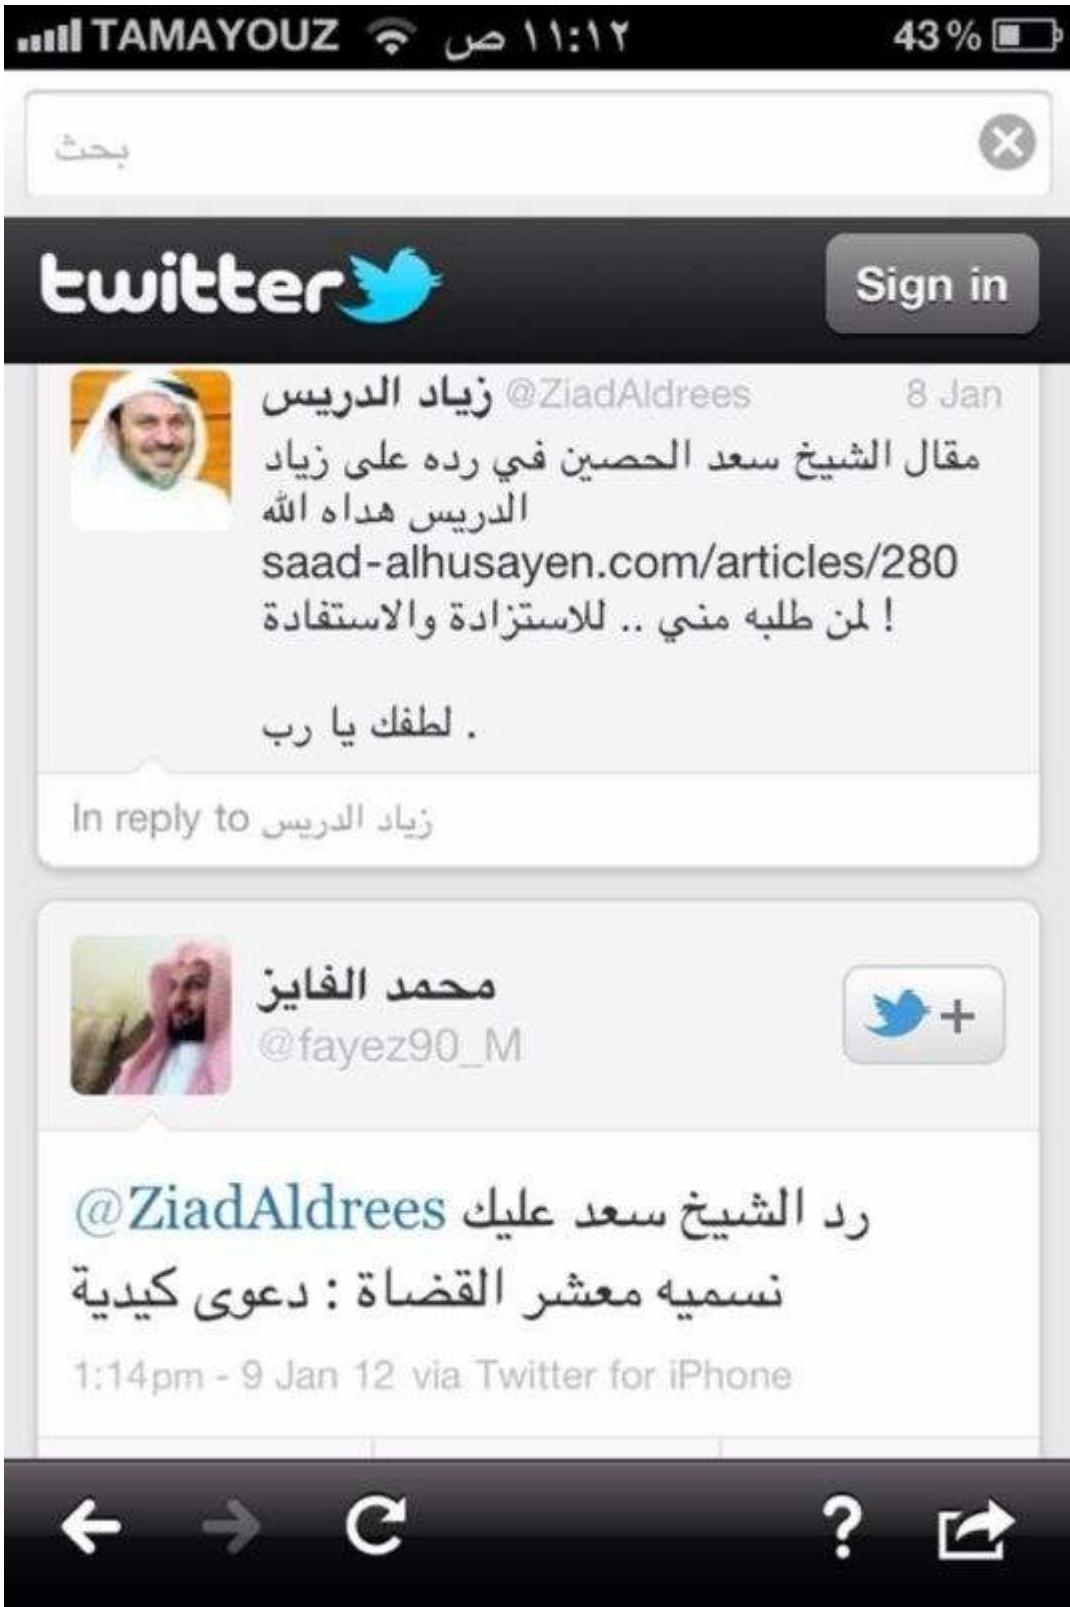 TAMAYOUZ ١١:١٢ ص 43%
بحث
twitter Sign in
زياد الدريس @ZiadAldrees 8 Jan
مقال الشيخ سعد الحصين في رده على زياد
الدريس هداه الله
saad-alhusayen.com/articles/280
! لمن طلبه مني .. للاستزادة والاستفادة
. لطفك يا رب
In reply to زياد الدريس
محمد الفايز
@fayez90_M
@ZiadAldrees رد الشيخ سعد عليك
نسميه معشر القضاة : دعوى كيدية
1:14pm - 9 Jan 12 via Twitter for iPhone